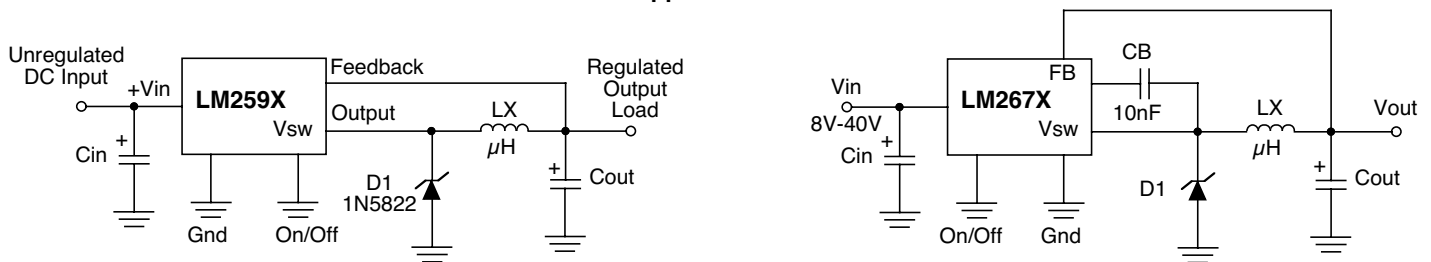 Unregulated
DC Input
+Vin
+
Cin
LM259X
Feedback
Output
Vsw
Gnd
On/Off
D1
1N5822
LX
µH
Regulated
Output
Load
+
Cout
Vin
8V-40V
+
Cin
LM267X
FB
Vsw
CB
10nF
On/Off
Gnd
D1
LX
µH
Vout
+
Cout